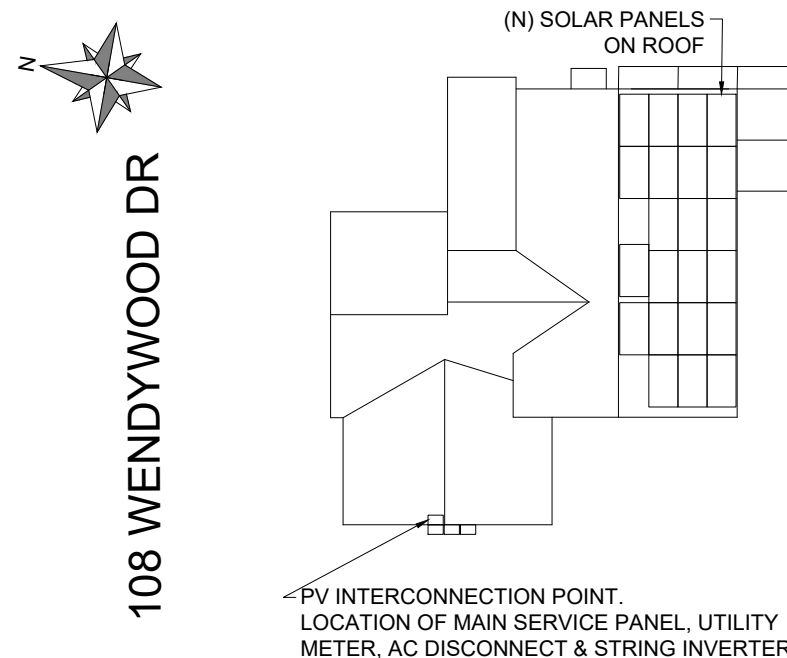 (N) SOLAR PANELS
ON ROOF
N
108 WENDYWOOD DR
PV INTERCONNECTION POINT.
LOCATION OF MAIN SERVICE PANEL, UTILITY
METER, AC DISCONNECT & STRING INVERTER